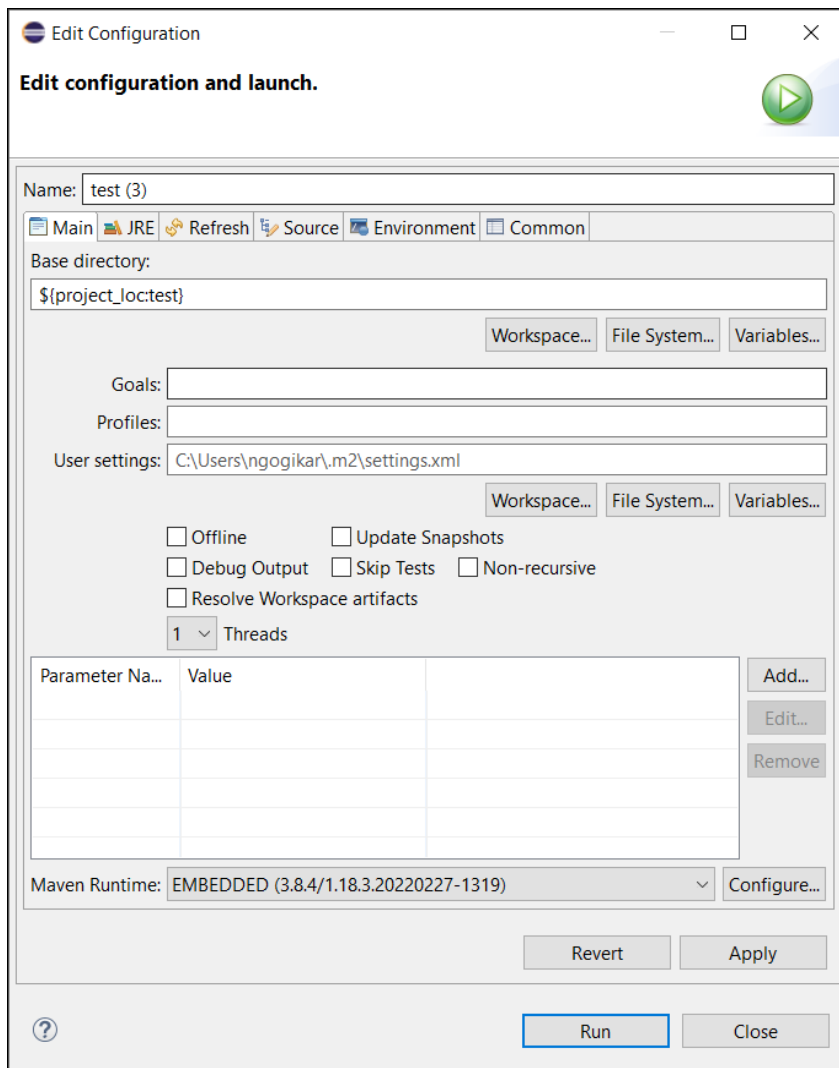 Edit Configuration
Edit configuration and launch.
Name: test (3)
Main JRE Refresh Source Environment Common
Base directory:
${project_loc:test}
Workspace... File System... Variables...
Goals:
Profiles:
User settings: C:\Users\ngogikar\.m2\settings.xml
Workspace... File System... Variables...
Offline Update Snapshots
Debug Output Skip Tests Non-recursive
Resolve Workspace artifacts
1 Threads
Parameter Na... Value Add...
Edit...
Remove
Maven Runtime: EMBEDDED (3.8.4/1.18.3.20220227-1319) Configure...
Revert Apply
? Run Close